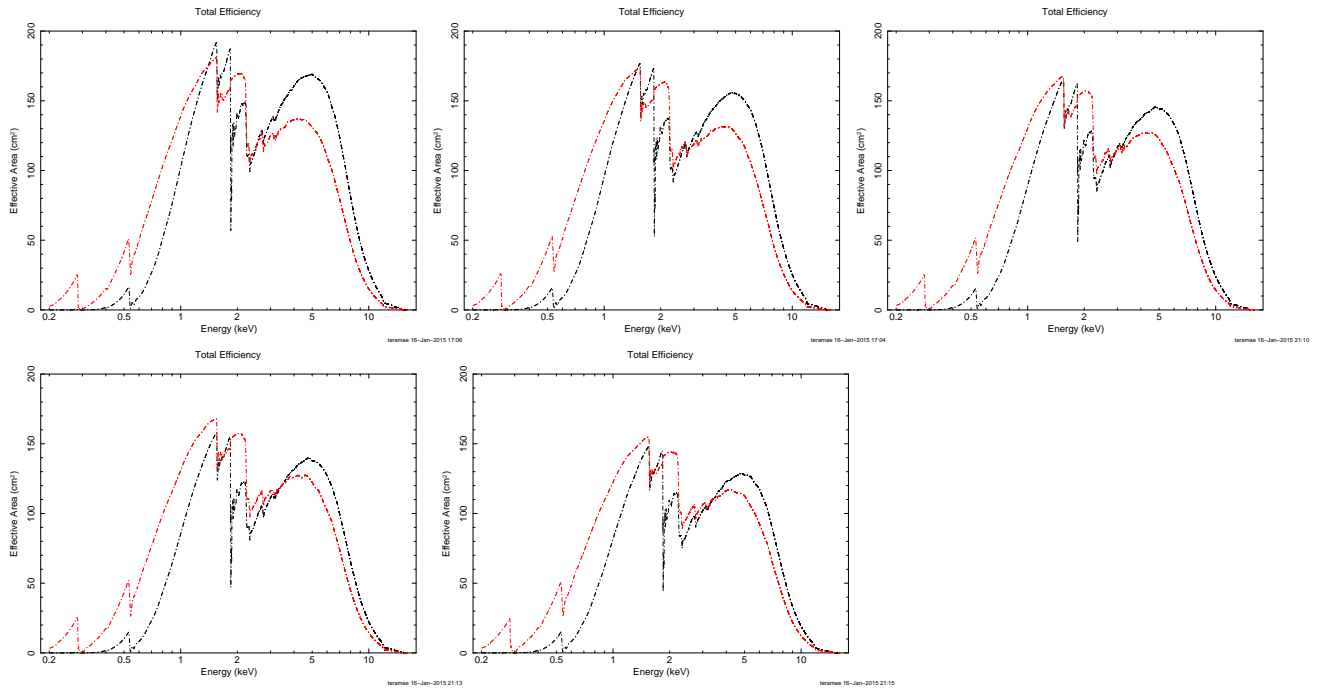 Total Efficiency
Effective Area (cm²)
0 50 100 150 200
0.2 0.5 1 2 5 10
Energy (keV)
teramae 16-Jan-2015 17:06
Total Efficiency
Effective Area (cm²)
0 50 100 150 200
0.2 0.5 1 2 5 10
Energy (keV)
teramae 16-Jan-2015 17:04
Total Efficiency
Effective Area (cm²)
0 50 100 150 200
0.2 0.5 1 2 5 10
Energy (keV)
teramae 16-Jan-2015 21:10
Total Efficiency
Effective Area (cm²)
0 50 100 150 200
0.2 0.5 1 2 5 10
Energy (keV)
teramae 16-Jan-2015 21:13
Total Efficiency
Effective Area (cm²)
0 50 100 150 200
0.2 0.5 1 2 5 10
Energy (keV)
teramae 16-Jan-2015 21:15